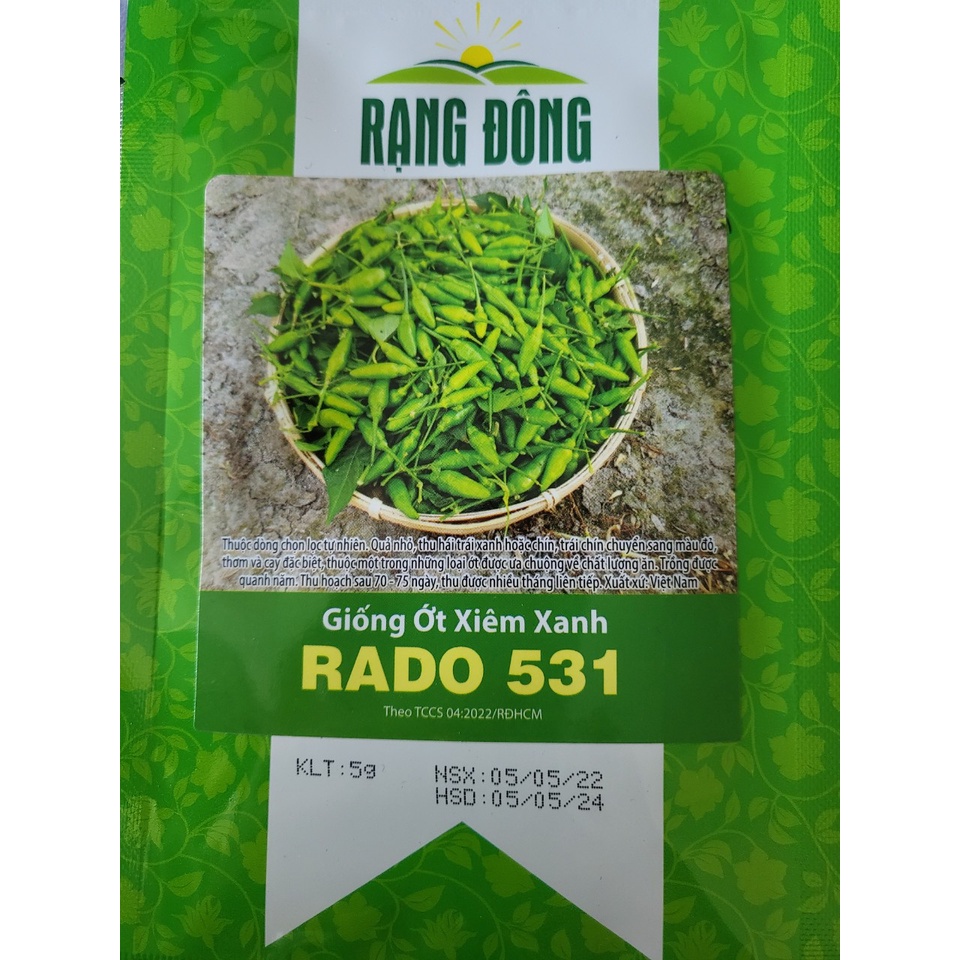 RẠNG ĐÔNG
Thuộc dòng chọn lọc tự nhiên. Quả nhỏ, thu hái trái xanh hoặc chín, trái chín chuyển sang màu đỏ,
thơm và cay đặc biệt, thuộc một trong những loại ớt được ưa chuộng về chất lượng ăn. Trồng được
quanh năm. Thu hoạch sau 70 - 75 ngày, thu được nhiều tháng liên tiếp. Xuất xứ: Việt Nam
Giống Ớt Xiêm Xanh
RADO 531
Theo TCCS 04:2022/RĐHCM
KLT:5g
NSX:05/05/22
HSD:05/05/24